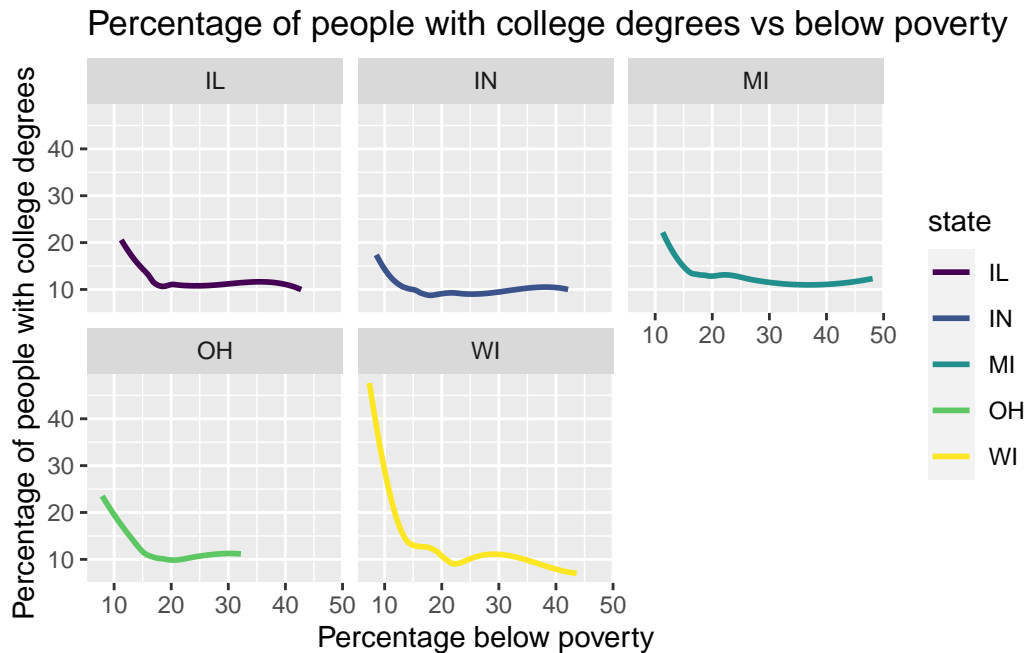 Percentage of people with college degrees vs below poverty
Percentage of people with college degrees
IL
IN
MI
40
30
20
10
10 20 30 40 50
OH
WI
40
30
20
10
10 20 30 40 50
10 20 30 40 50
Percentage below poverty
state
IL
IN
MI
OH
WI